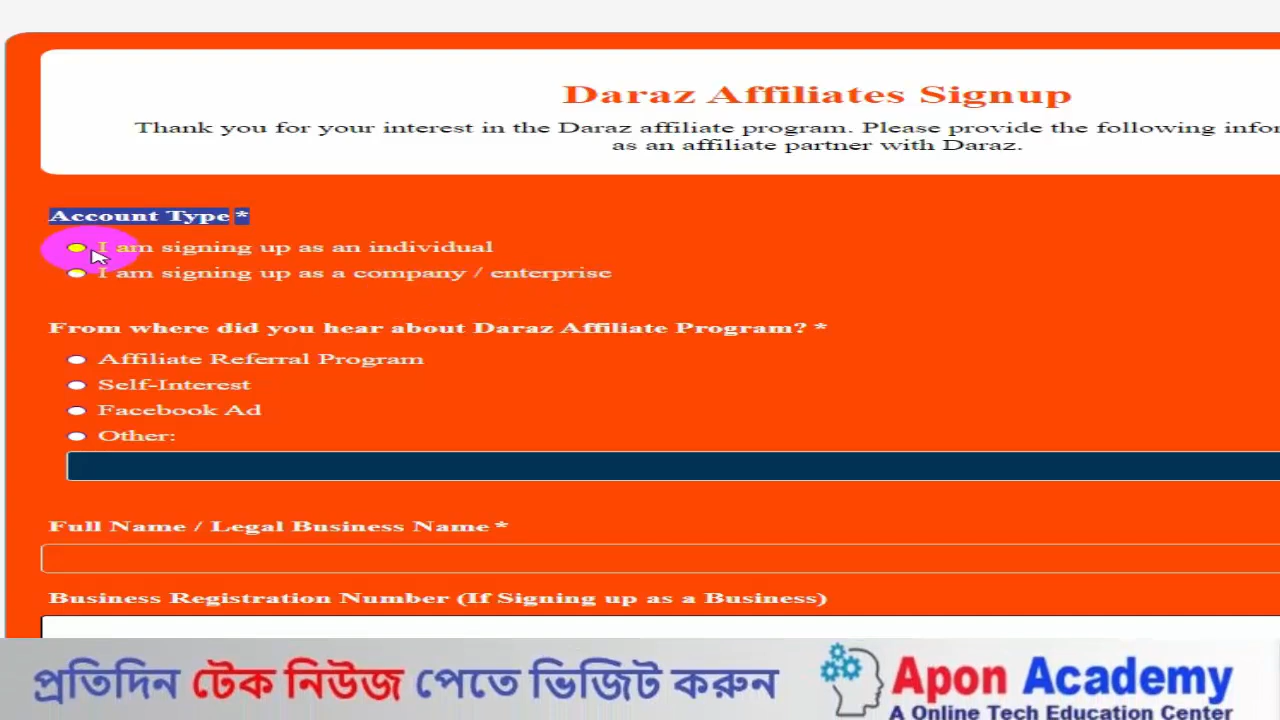 Daraz Affiliates Signup
Thank you for your interest in the Daraz affiliate program. Please provide the following
as an affiliate partner with Daraz.
Account Type *
I am signing up as an individual
I am signing up as a company / enterprise
From where did you hear about Daraz Affiliate Program? *
Affiliate Referral Program
Self-Interest
Facebook Ad
Other:
Full Name / Legal Business Name *
Business Registration Number (If Signing up as a Business)
প্রতিদিন টেক নিউজ পেতে ভিজিট করুন
Apon Academy
A Online Tech Education Center